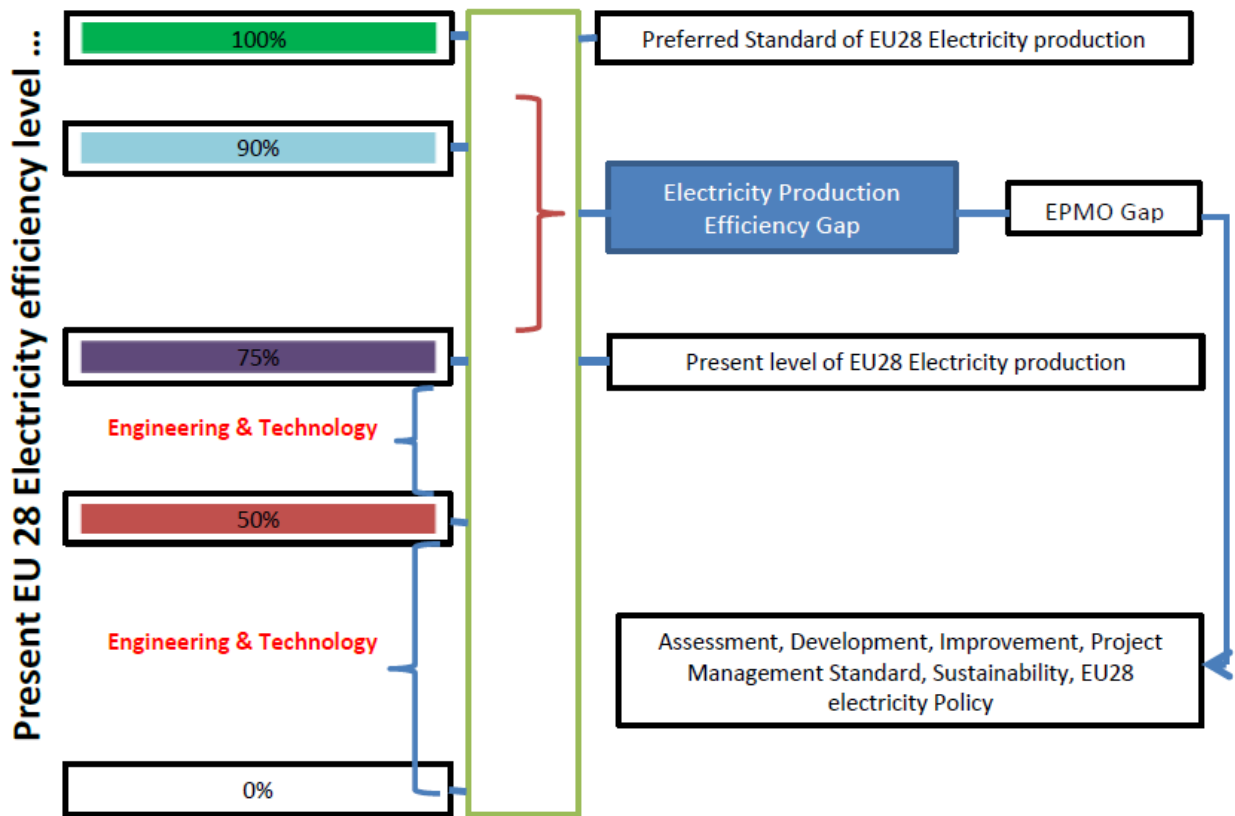 Present EU 28 Electricity efficiency level ...
100%
Preferred Standard of EU28 Electricity production
90%
Electricity Production
Efficiency Gap
EPMO Gap
75%
Present level of EU28 Electricity production
Engineering & Technology
50%
Engineering & Technology
Assessment, Development, Improvement, Project
Management Standard, Sustainability, EU28
electricity Policy
0%